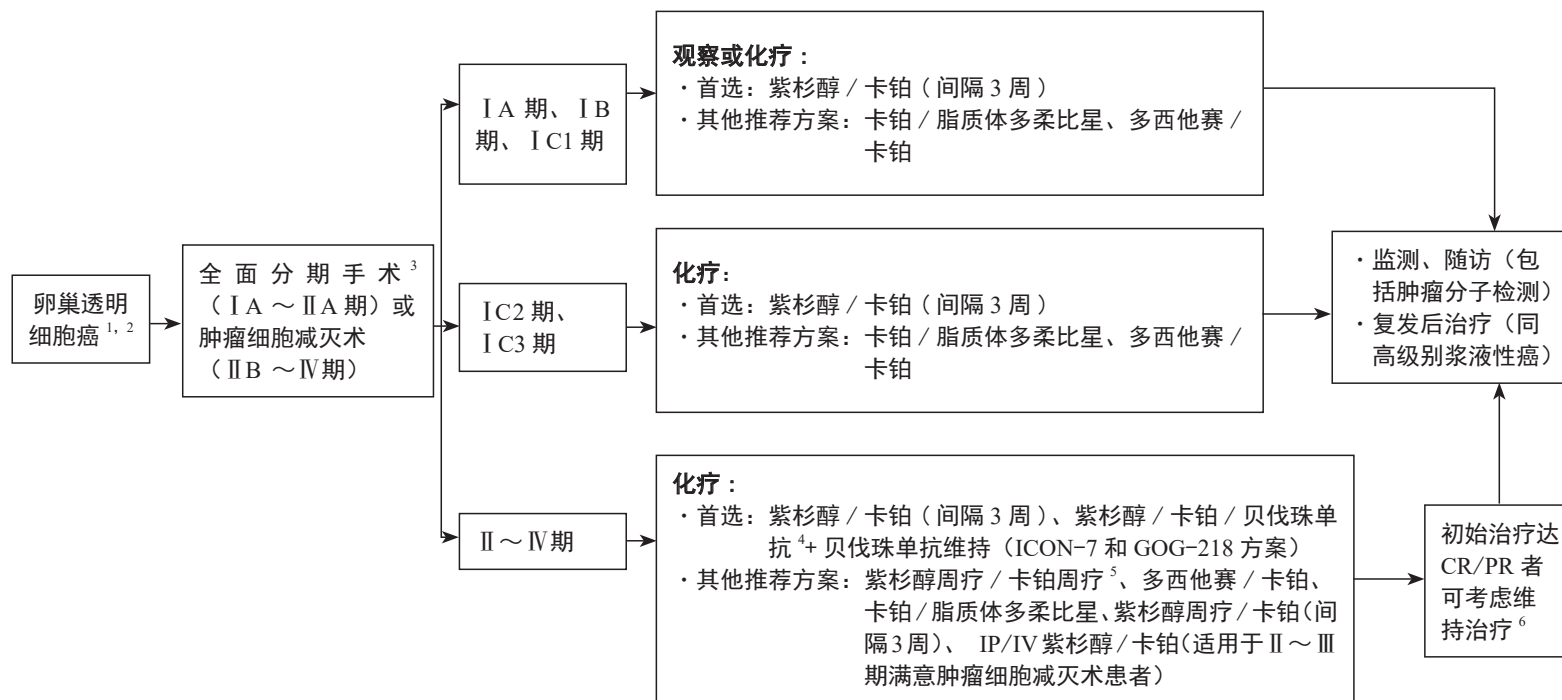 卵巢透明
细胞癌 1, 2
全面分期手术 3
（ⅠA～ⅡA 期）或
肿瘤细胞减灭术
（ⅡB ～Ⅳ期）
ⅠA 期、ⅠB
期、ⅠC1 期
观察或化疗：
· 首选：紫杉醇 / 卡铂（间隔 3 周）
· 其他推荐方案：卡铂 / 脂质体多柔比星、多西他赛 /
卡铂
ⅠC2 期、
ⅠC3 期
化疗：
· 首选：紫杉醇 / 卡铂（间隔 3 周）
· 其他推荐方案：卡铂 / 脂质体多柔比星、多西他赛 /
卡铂
Ⅱ～Ⅳ期
化疗：
· 首选：紫杉醇 / 卡铂（间隔 3 周）、紫杉醇 / 卡铂 / 贝伐珠单
抗 4+ 贝伐珠单抗维持（ICON-7 和 GOG-218 方案）
· 其他推荐方案：紫杉醇周疗 / 卡铂周疗 5、多西他赛 / 卡铂、
卡铂 / 脂质体多柔比星、紫杉醇周疗 / 卡铂（间
隔 3 周）、 IP/IV 紫杉醇 / 卡铂（适用于Ⅱ～Ⅲ
期满意肿瘤细胞减灭术患者）
初始治疗达
CR/PR 者
可考虑维
持治疗 6
· 监测、随访（包
括肿瘤分子检测）
· 复发后治疗（同
高级别浆液性癌）